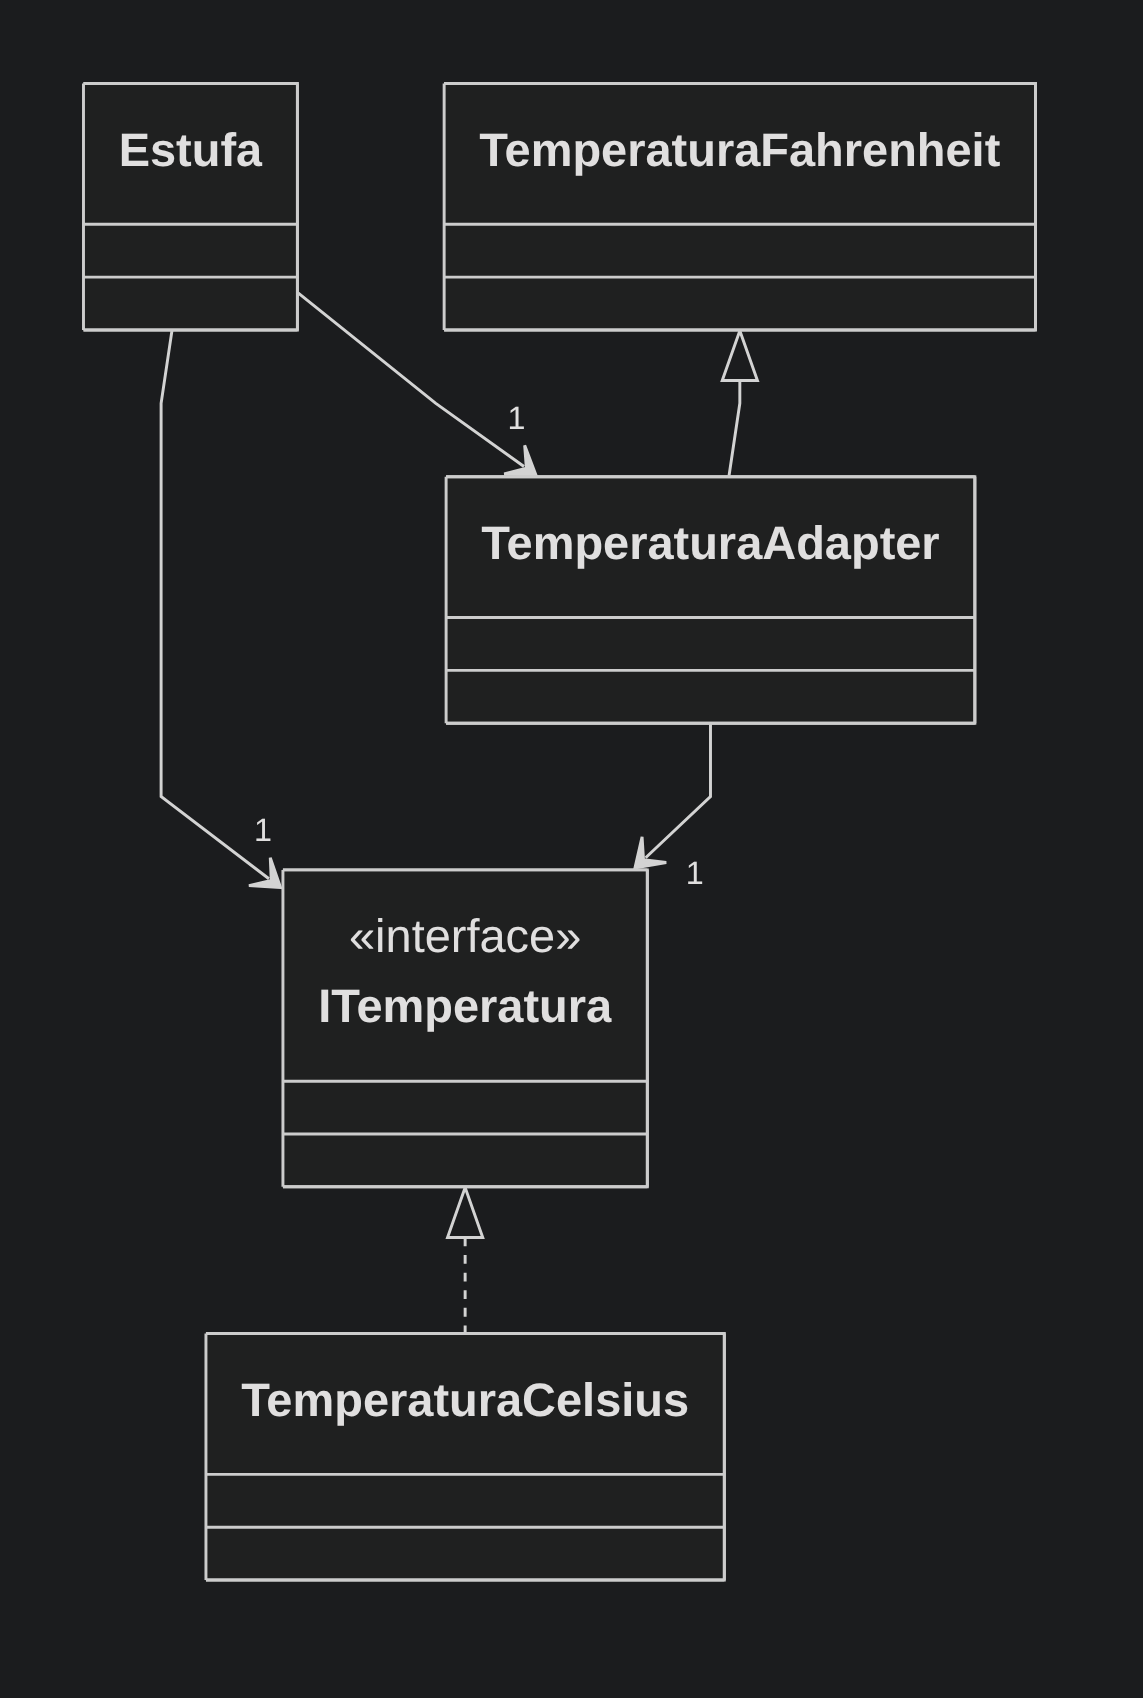 Estufa
TemperaturaFahrenheit
1
TemperaturaAdapter
1
1
«interface»
ITemperatura
TemperaturaCelsius